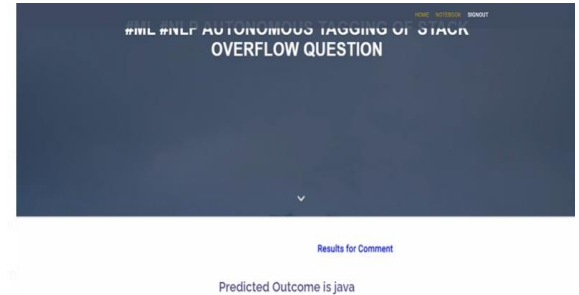 HOME NOTEBOOK SIGNOUT
#ML #NLP AUTONOMOUS TAGGING OF STACK
OVERFLOW QUESTION
Results for Comment
Predicted Outcome is java